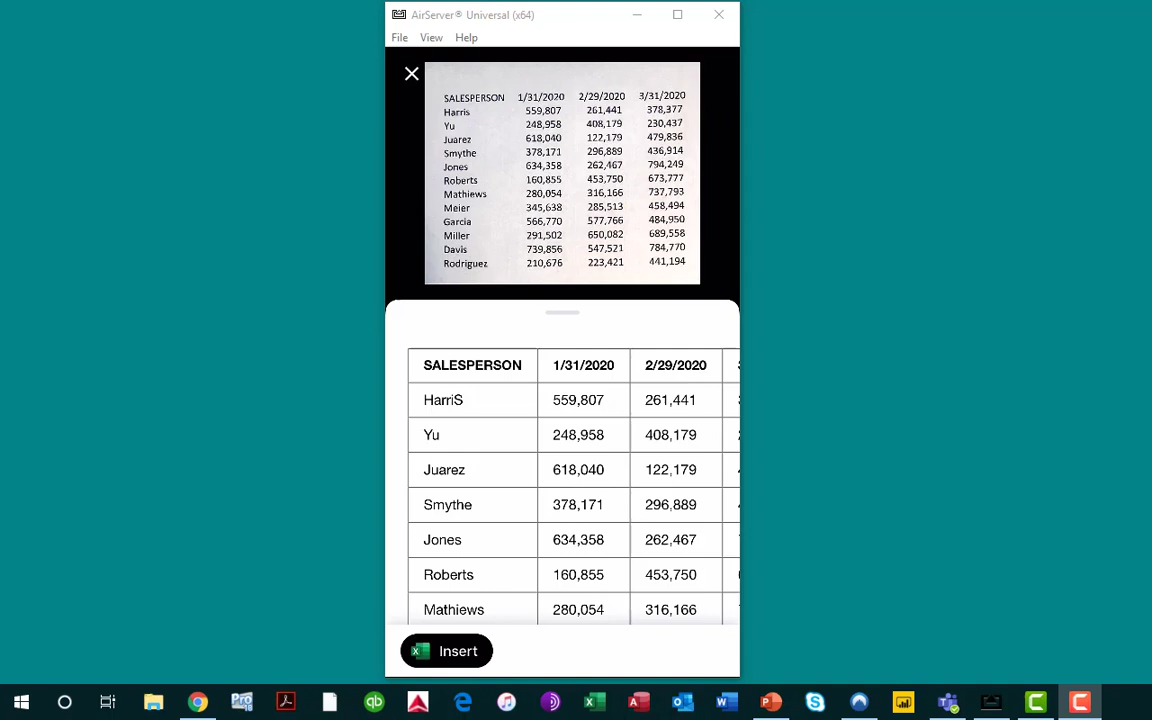 AirServer® Universal (x64)
File View Help
SALESPERSON 1/31/2020 2/29/2020 3/31/2020
Harris 559,807 261,441 378,377
Yu 248,958 408,179 230,437
Juarez 618,040 122,179 479,836
Smythe 378,171 296,889 436,914
Jones 634,358 262,467 794,249
Roberts 160,855 453,750 673,777
Mathiews 280,054 316,166 737,793
Meier 345,638 285,513 458,494
Garcia 566,770 577,766 484,950
Miller 291,502 650,082 689,558
Davis 739,856 547,521 784,770
Rodriguez 210,676 223,421 441,194
SALESPERSON 1/31/2020 2/29/2020
HarriS 559,807 261,441
Yu 248,958 408,179
Juarez 618,040 122,179
Smythe 378,171 296,889
Jones 634,358 262,467
Roberts 160,855 453,750
Mathiews 280,054 316,166
Insert